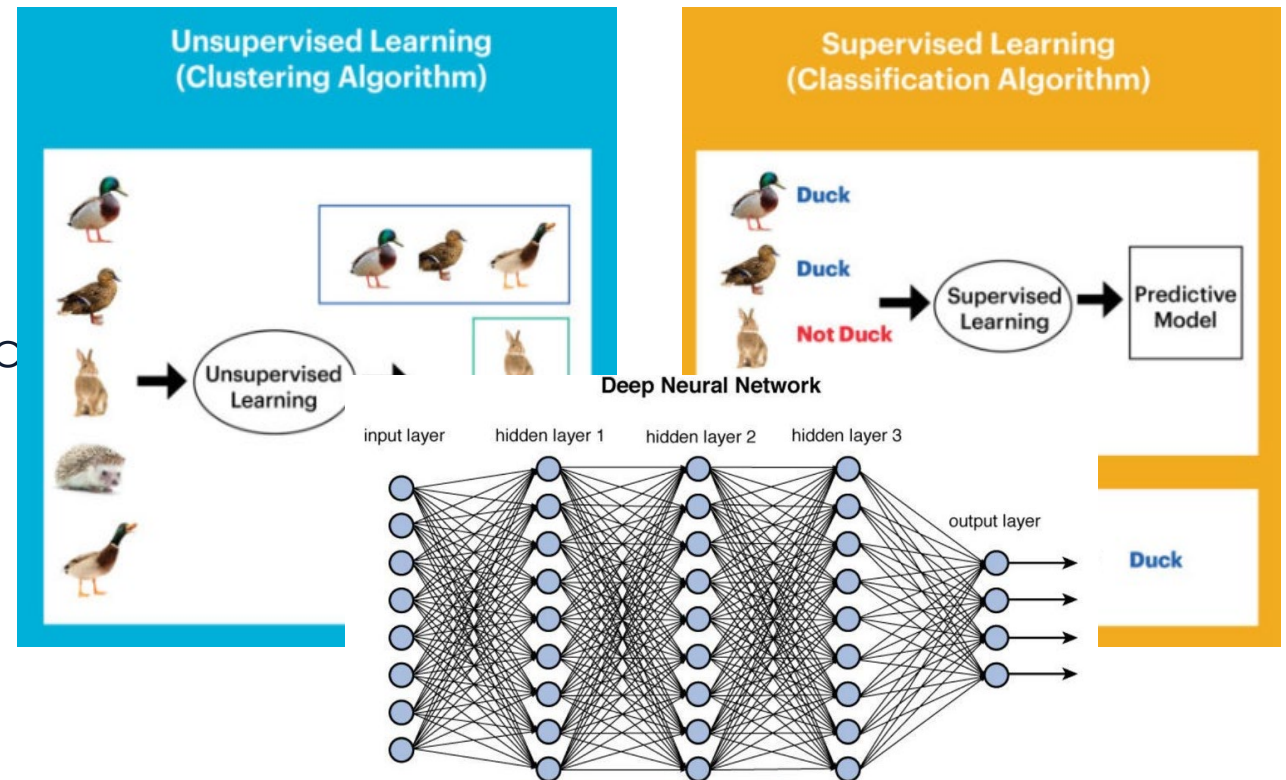 Unsupervised Learning
(Clustering Algorithm)
Unsupervised
Learning
Supervised Learning
(Classification Algorithm)
Duck
Duck
Not Duck
Supervised
Learning
Predictive
Model
Duck
Deep Neural Network
input layer
hidden layer 1
hidden layer 2
hidden layer 3
output layer